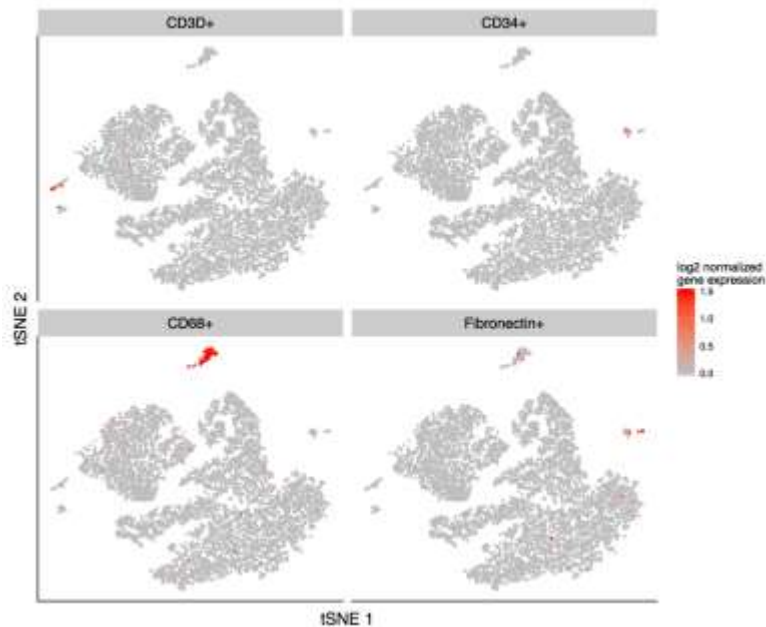 CD3D+
CD34+
CD68+
Fibronectin+
tSNE 2
tSNE 1
log2 normalized
gene expression
1.5
1.0
0.5
0.0